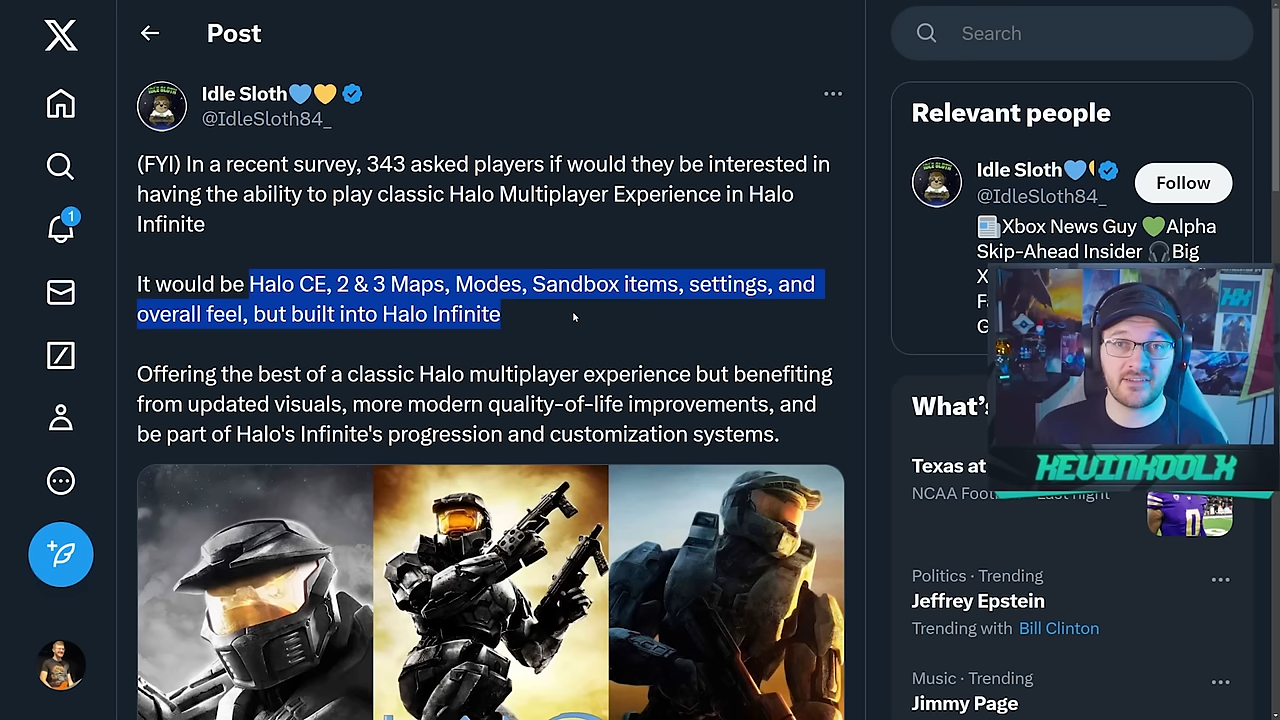 Post
Search
Idle Sloth💙💛
@IdleSloth84_
(FYI) In a recent survey, 343 asked players if would they be interested in
having the ability to play classic Halo Multiplayer Experience in Halo
Infinite
It would be Halo CE, 2 & 3 Maps, Modes, Sandbox items, settings, and
overall feel, but built into Halo Infinite
Offering the best of a classic Halo multiplayer experience but benefiting
from updated visuals, more modern quality-of-life improvements, and
be part of Halo's Infinite's progression and customization systems.
1
Relevant people
Idle Sloth💙
@IdleSloth84_
Follow
📰Xbox News Guy 💚Alpha
Skip-Ahead Insider 🎧Big
KEVINKOOLX
What's
Texas at
NCAA Foot
Last night
Politics · Trending
Jeffrey Epstein
Trending with Bill Clinton
Music · Trending
Jimmy Page